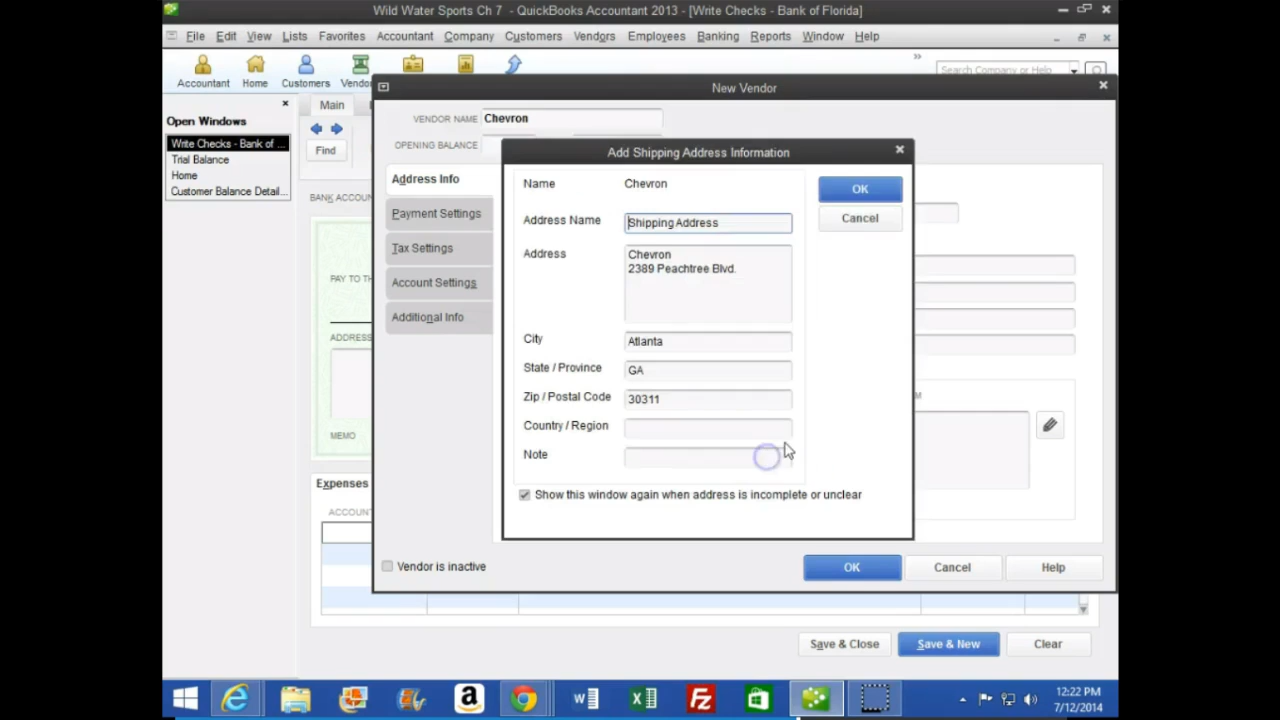 Wild Water Sports Ch 7 - QuickBooks Accountant 2013 - [Write Checks - Bank of Florida]
File Edit View Lists Favorites Accountant Company Customers Vendors Employees Banking Reports Window Help
Accountant Home Customers Vendo
Search Company or Help
Open Windows
Write Checks - Bank of ...
Trial Balance
Home
Customer Balance Detail...
Main
Find
BANK ACCOU
PAY TO TH
ADDRESS
MEMO
Expenses
ACCOUNT
New Vendor
VENDOR NAME Chevron
OPENING BALANCE
Address Info
Payment Settings
Tax Settings
Account Settings
Additional Info
Add Shipping Address Information
Name Chevron
Address Name Shipping Address
Address Chevron
2389 Peachtree Blvd.
City Atlanta
State / Province GA
Zip / Postal Code 30311
Country / Region
Note
OK
Cancel
Show this window again when address is incomplete or unclear
M
Vendor is inactive
OK Cancel Help
Save & Close Save & New Clear
12:22 PM
7/12/2014